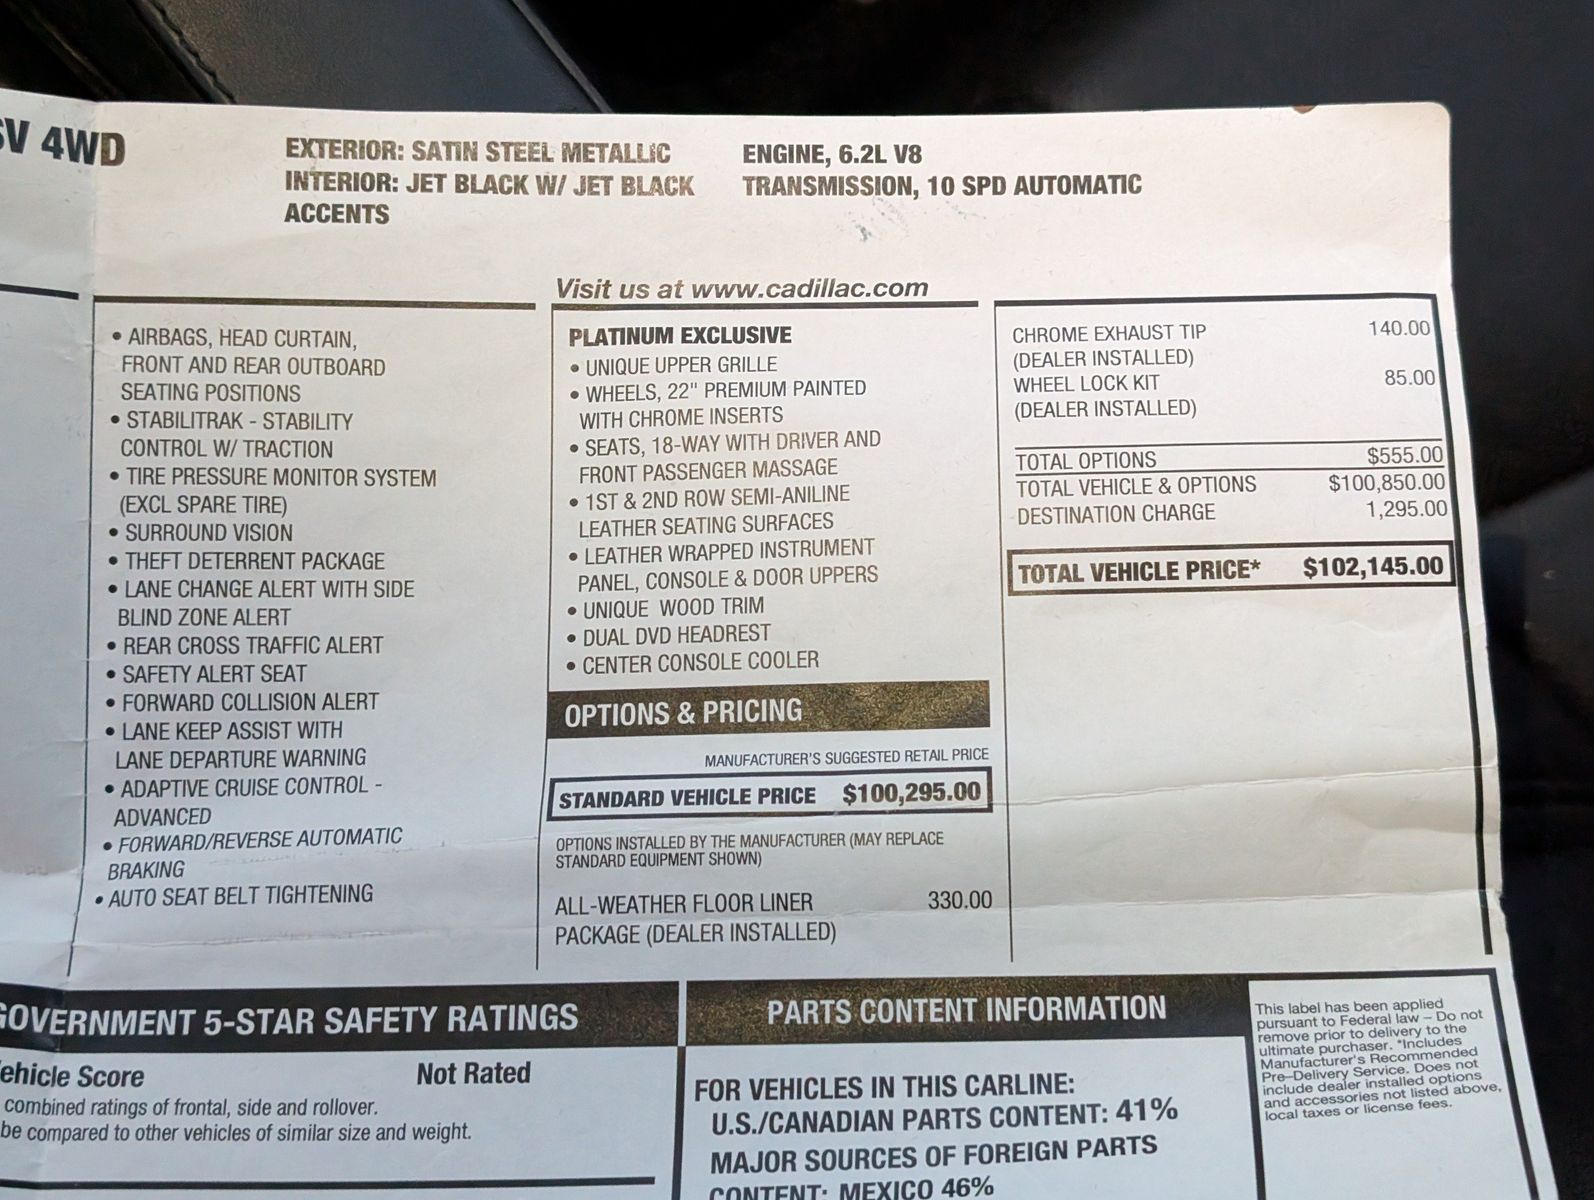 SV 4WD
EXTERIOR: SATIN STEEL METALLIC
INTERIOR: JET BLACK W/ JET BLACK
ACCENTS
ENGINE, 6.2L V8
TRANSMISSION, 10 SPD AUTOMATIC
Visit us at www.cadillac.com
• AIRBAGS, HEAD CURTAIN,
FRONT AND REAR OUTBOARD
SEATING POSITIONS
• STABILITRAK - STABILITY
CONTROL W/ TRACTION
• TIRE PRESSURE MONITOR SYSTEM
(EXCL SPARE TIRE)
• SURROUND VISION
• THEFT DETERRENT PACKAGE
• LANE CHANGE ALERT WITH SIDE
BLIND ZONE ALERT
• REAR CROSS TRAFFIC ALERT
• SAFETY ALERT SEAT
• FORWARD COLLISION ALERT
• LANE KEEP ASSIST WITH
LANE DEPARTURE WARNING
• ADAPTIVE CRUISE CONTROL -
ADVANCED
• FORWARD/REVERSE AUTOMATIC
BRAKING
• AUTO SEAT BELT TIGHTENING
PLATINUM EXCLUSIVE
• UNIQUE UPPER GRILLE
• WHEELS, 22" PREMIUM PAINTED
WITH CHROME INSERTS
• SEATS, 18-WAY WITH DRIVER AND
FRONT PASSENGER MASSAGE
• 1ST & 2ND ROW SEMI-ANILINE
LEATHER SEATING SURFACES
• LEATHER WRAPPED INSTRUMENT
PANEL, CONSOLE & DOOR UPPERS
• UNIQUE WOOD TRIM
• DUAL DVD HEADREST
• CENTER CONSOLE COOLER
OPTIONS & PRICING
MANUFACTURER'S SUGGESTED RETAIL PRICE
STANDARD VEHICLE PRICE $100,295.00
OPTIONS INSTALLED BY THE MANUFACTURER (MAY REPLACE
STANDARD EQUIPMENT SHOWN)
ALL-WEATHER FLOOR LINER 330.00
PACKAGE (DEALER INSTALLED)
CHROME EXHAUST TIP 140.00
(DEALER INSTALLED)
WHEEL LOCK KIT 85.00
(DEALER INSTALLED)
TOTAL OPTIONS $555.00
TOTAL VEHICLE & OPTIONS $100,850.00
DESTINATION CHARGE 1,295.00
TOTAL VEHICLE PRICE* $102,145.00
GOVERNMENT 5-STAR SAFETY RATINGS
ehicle Score Not Rated
combined ratings of frontal, side and rollover.
be compared to other vehicles of similar size and weight.
PARTS CONTENT INFORMATION
FOR VEHICLES IN THIS CARLINE:
U.S./CANADIAN PARTS CONTENT: 41%
MAJOR SOURCES OF FOREIGN PARTS
CONTENT: MEXICO 46%
This label has been applied
pursuant to Federal law – Do not
remove prior to delivery to the
ultimate purchaser. *Includes
Manufacturer's Recommended
Pre–Delivery Service. Does not
include dealer installed options
and accessories not listed above,
local taxes or license fees.